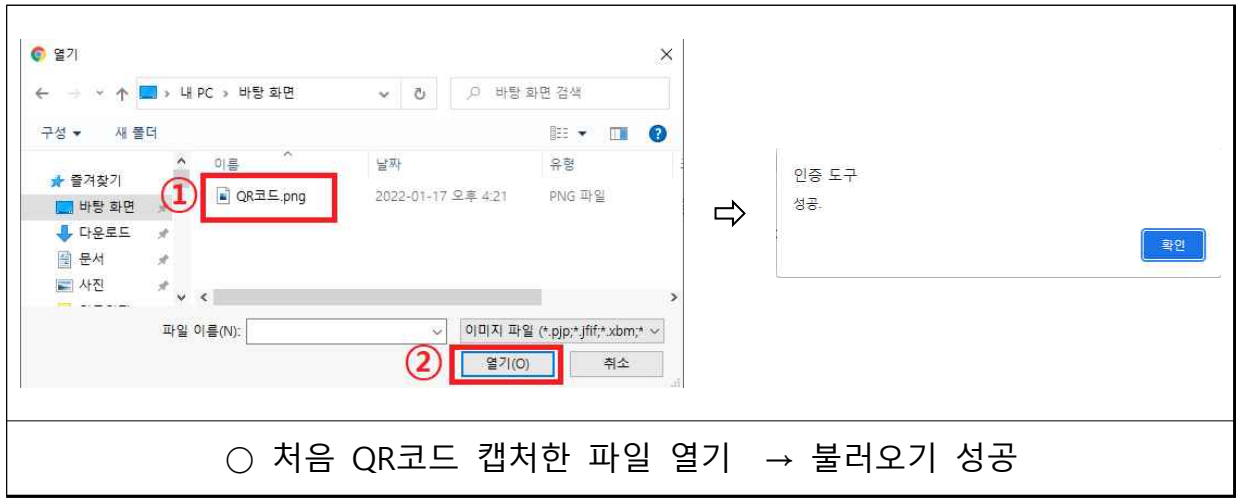 열기
내 PC › 바탕 화면
바탕 화면 검색
구성 새 폴더
이름 날짜 유형
즐겨찾기
① QR코드.png 2022-01-17 오후 4:21 PNG 파일
바탕 화면
다운로드
문서
사진
파일 이름(N): 이미지 파일 (*.pjp;*.jfif;*.xbm;*
② 열기(O) 취소
⇨
인증 도구
성공.
확인
○ 처음 QR코드 캡처한 파일 열기 → 불러오기 성공